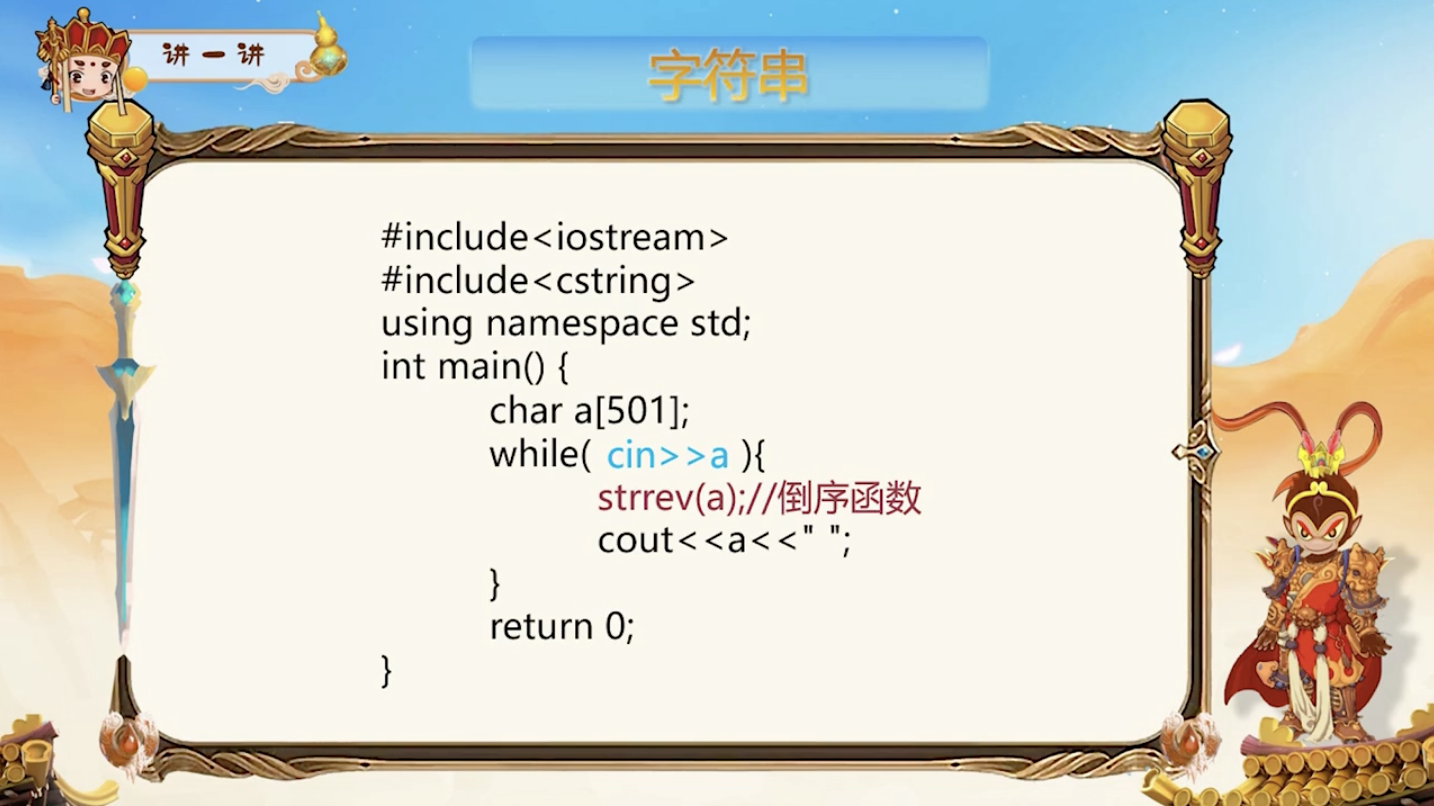 讲一讲
字符串
#include<iostream>
#include<cstring>
using namespace std;
int main() {
char a[501];
while( cin>>a ){
strrev(a);//倒序函数
cout<<a<<" ";
}
return 0;
}